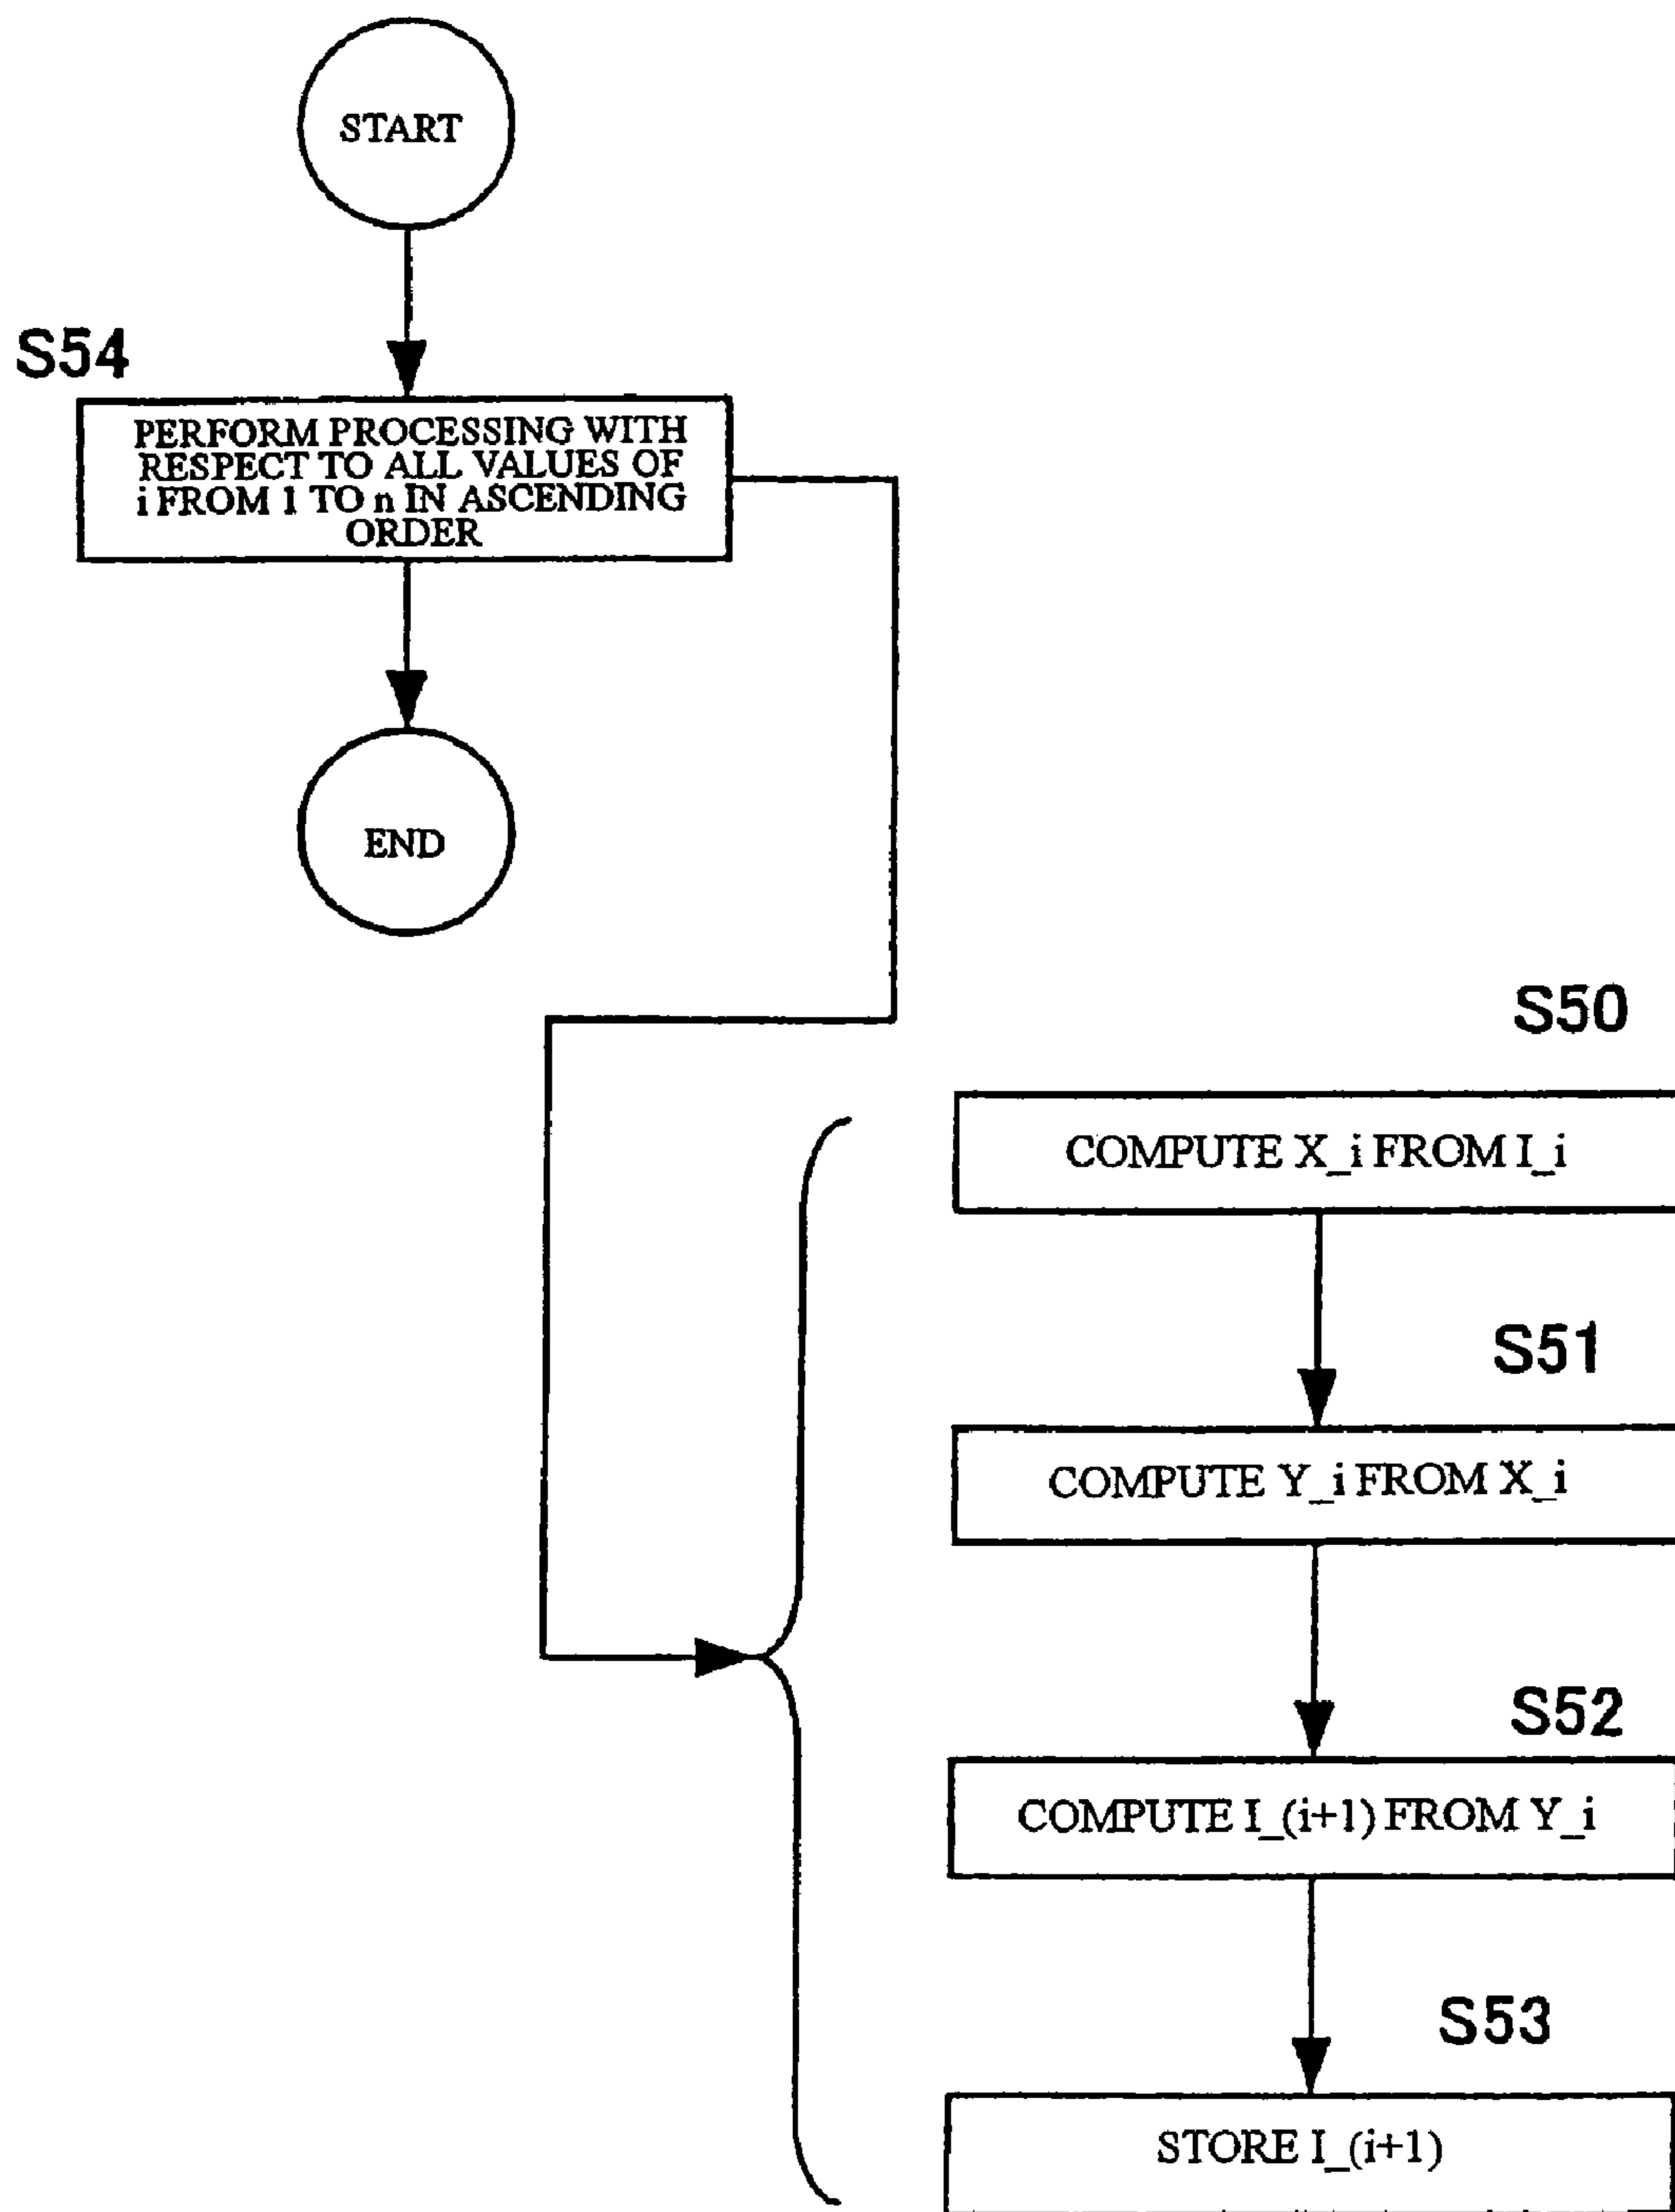 START
S54
PERFORM PROCESSING WITH
RESPECT TO ALL VALUES OF
i FROM 1 TO n IN ASCENDING
ORDER
END
S50
COMPUTE X_i FROM I_i
S51
COMPUTE Y_i FROM X_i
S52
COMPUTE I_(i+1) FROM Y_i
S53
STORE I_(i+1)